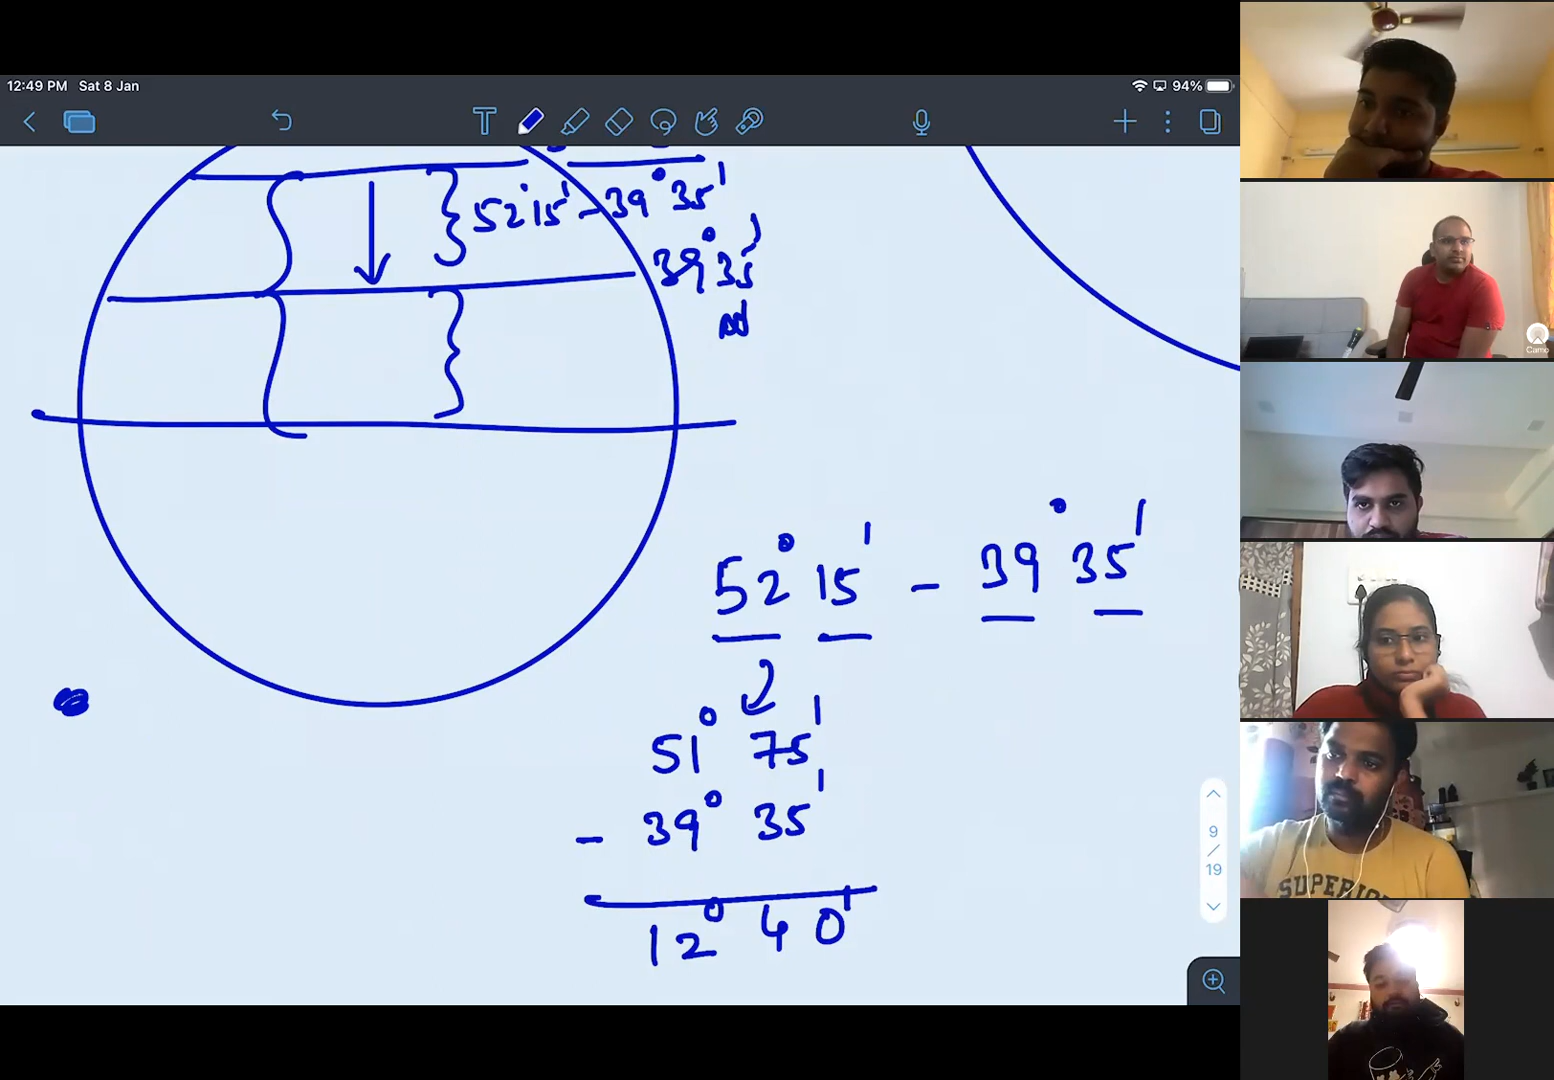 12:49 PM Sat 8 Jan
94%
T
52°15' - 39°35'
39°35'
52° 15' - 39° 35'
51° 75'
- 39° 35'
12° 40'
9
/
19
Camo
SUPERIO